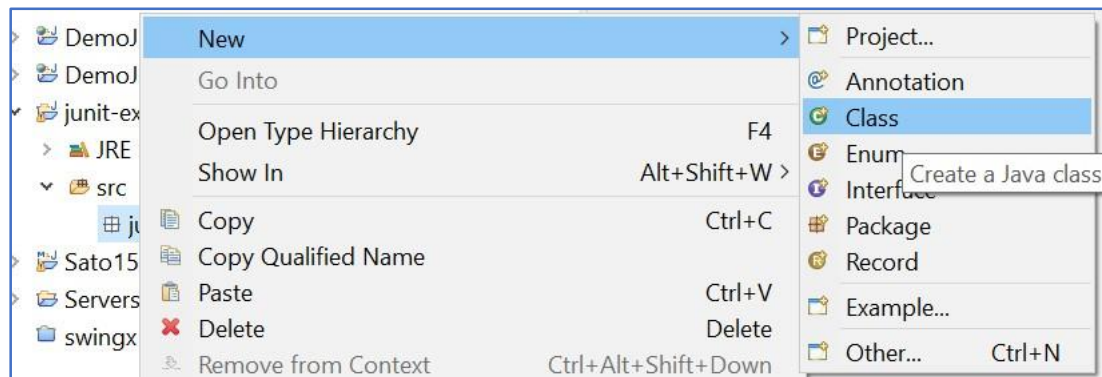 DemoJ
DemoJ
junit-ex
JRE
src
Sato15
Servers
swingx
New
Go Into
Open Type Hierarchy F4
Show In Alt+Shift+W
Copy Ctrl+C
Copy Qualified Name
Paste Ctrl+V
Delete Delete
Remove from Context Ctrl+Alt+Shift+Down
Project...
Annotation
Class
Enum
Create a Java class
Interface
Package
Record
Example...
Other... Ctrl+N